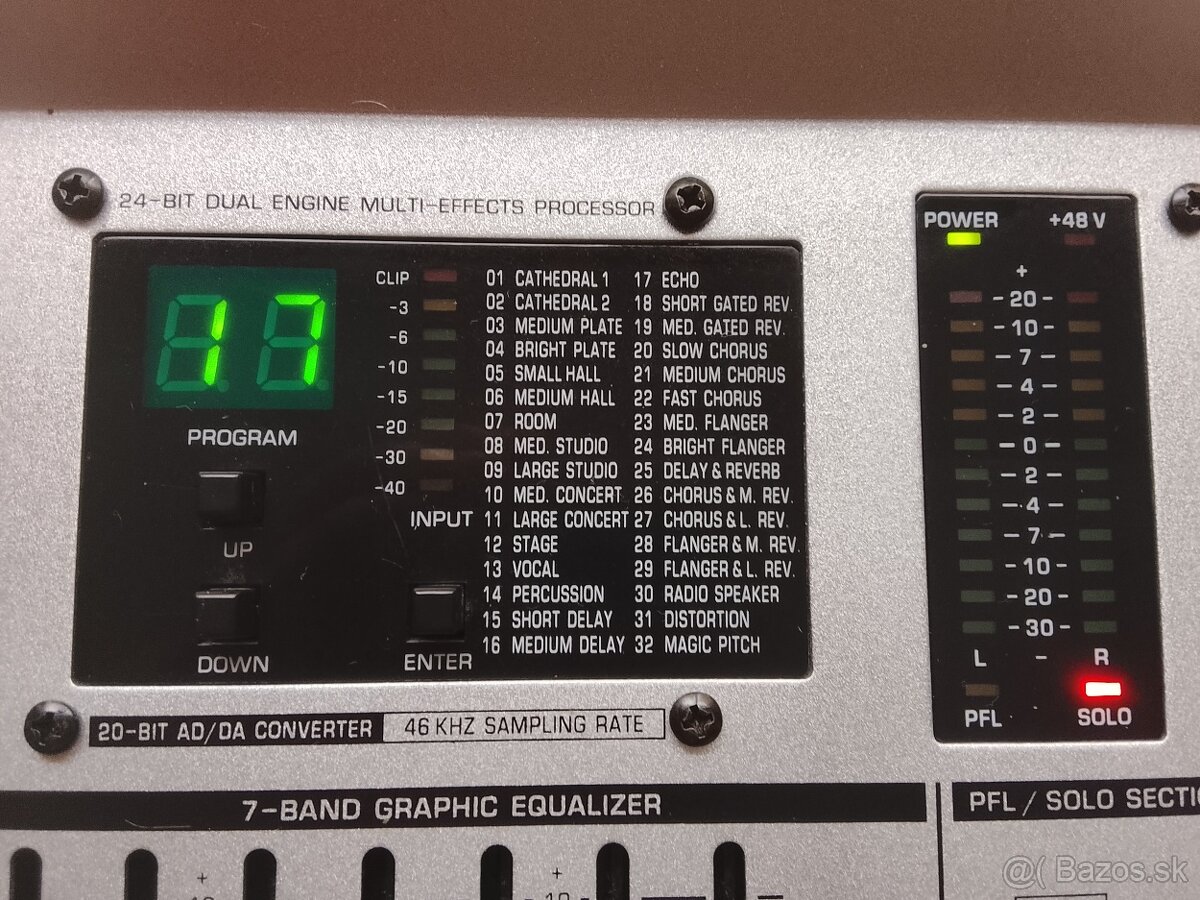 24-BIT DUAL ENGINE MULTI-EFFECTS PROCESSOR
17
PROGRAM
UP
DOWN
CLIP
-3
-6
-10
-15
-20
-30
-40
INPUT
ENTER
01 CATHEDRAL 1
02 CATHEDRAL 2
03 MEDIUM PLATE
04 BRIGHT PLATE
05 SMALL HALL
06 MEDIUM HALL
07 ROOM
08 MED. STUDIO
09 LARGE STUDIO
10 MED. CONCERT
11 LARGE CONCERT
12 STAGE
13 VOCAL
14 PERCUSSION
15 SHORT DELAY
16 MEDIUM DELAY
17 ECHO
18 SHORT GATED REV.
19 MED. GATED REV.
20 SLOW CHORUS
21 MEDIUM CHORUS
22 FAST CHORUS
23 MED. FLANGER
24 BRIGHT FLANGER
25 DELAY & REVERB
26 CHORUS & M. REV.
27 CHORUS & L. REV.
28 FLANGER & M. REV.
29 FLANGER & L. REV.
30 RADIO SPEAKER
31 DISTORTION
32 MAGIC PITCH
POWER +48 V
+
- 20 -
- 10 -
- 7 -
- 4 -
- 2 -
- 0 -
- 2 -
- 4 -
- 7 -
- 10 -
- 20 -
- 30 -
L - R
PFL SOLO
20-BIT AD/DA CONVERTER 46 KHZ SAMPLING RATE
7-BAND GRAPHIC EQUALIZER
PFL / SOLO SECTI
+ +
@( Bazos.sk